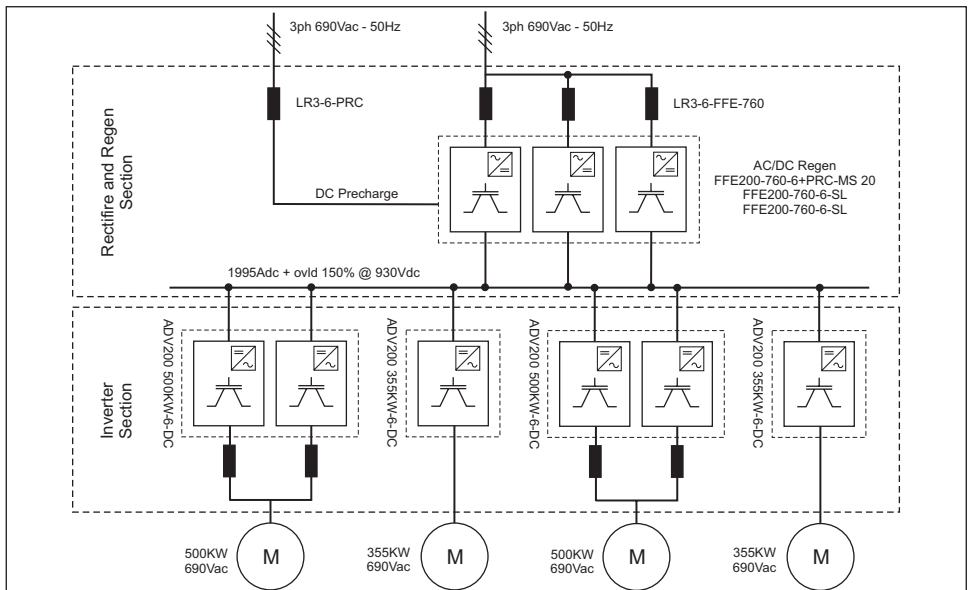 3ph 690Vac - 50Hz
3ph 690Vac - 50Hz
Rectifire and Regen
Section
LR3-6-PRC
LR3-6-FFE-760
AC/DC Regen
FFE200-760-6+PRC-MS 20
FFE200-760-6-SL
FFE200-760-6-SL
DC Precharge
1995Adc + ovld 150% @ 930Vdc
Inverter
Section
ADV200 500KW-6-DC
ADV200 355KW-6-DC
ADV200 500KW-6-DC
ADV200 355KW-6-DC
500KW
690Vac
M
355KW
690Vac
M
500KW
690Vac
M
355KW
690Vac
M